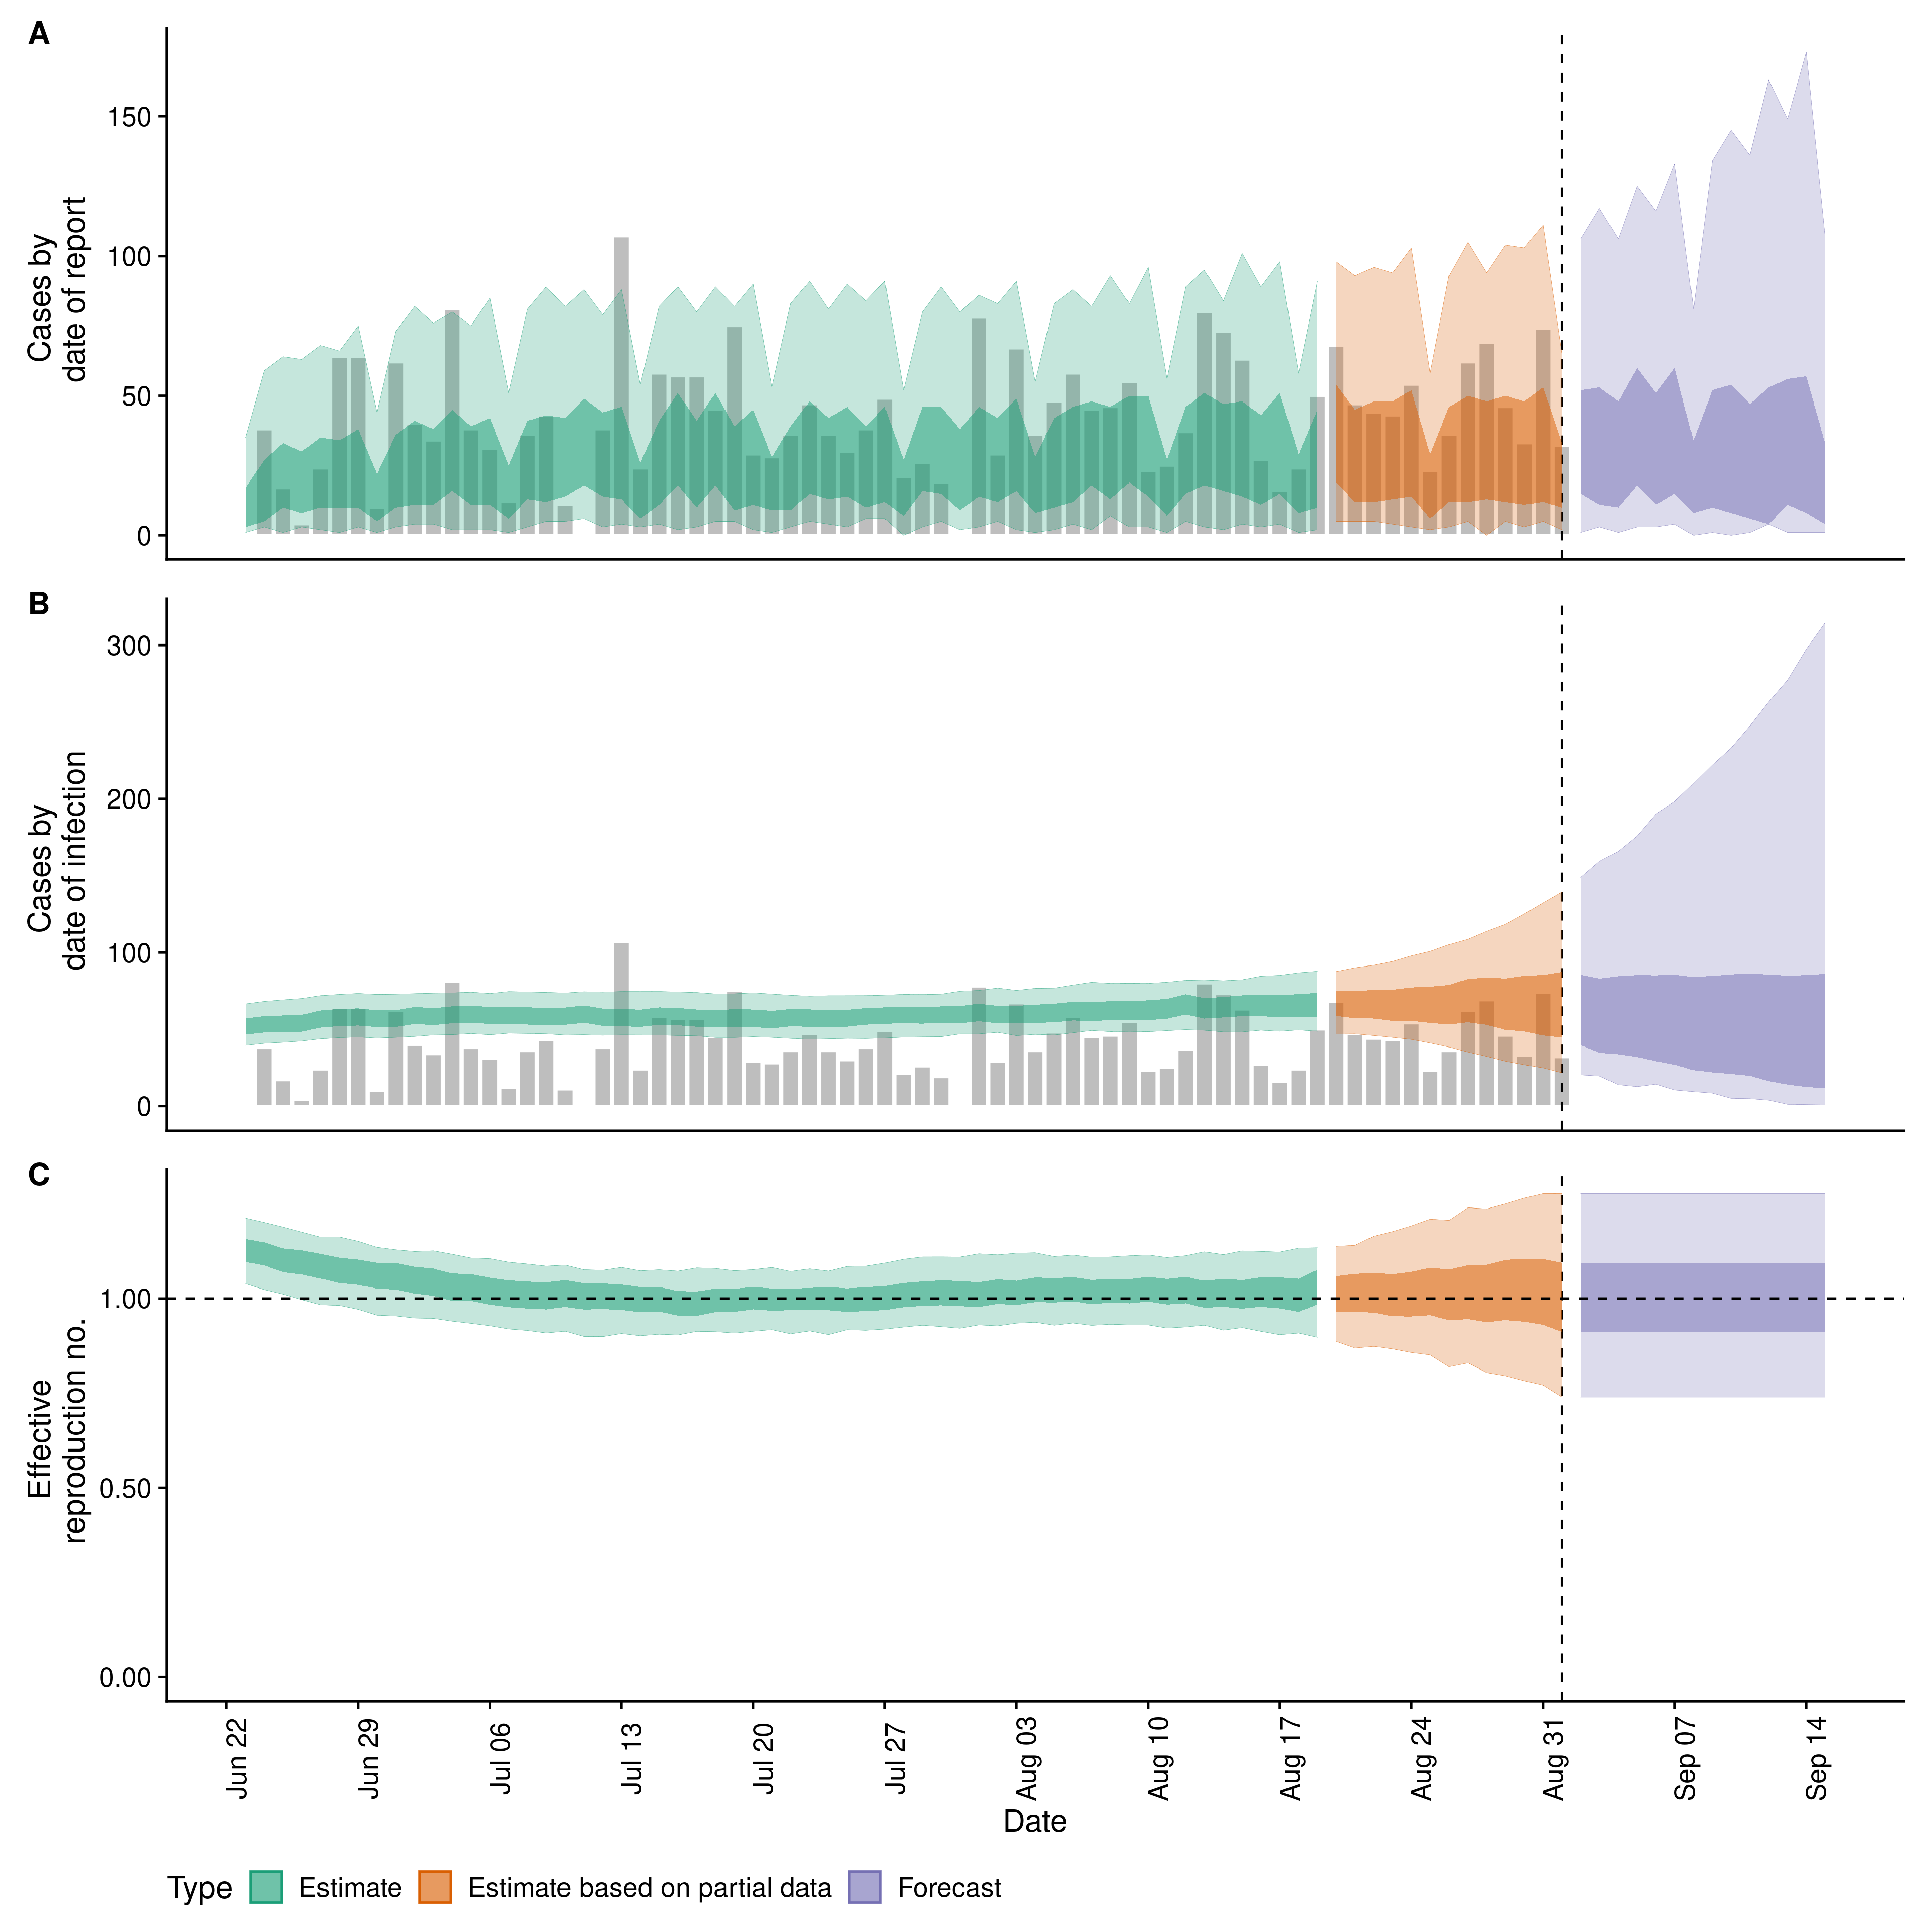 A
Cases by
date of report
150
100
50
0
B
Cases by
date of infection
300
200
100
0
C
Effective
reproduction no.
1.00
0.50
0.00
Jun 22
Jun 29
Jul 06
Jul 13
Jul 20
Jul 27
Aug 03
Aug 10
Aug 17
Aug 24
Aug 31
Sep 07
Sep 14
Date
Type Estimate Estimate based on partial data Forecast